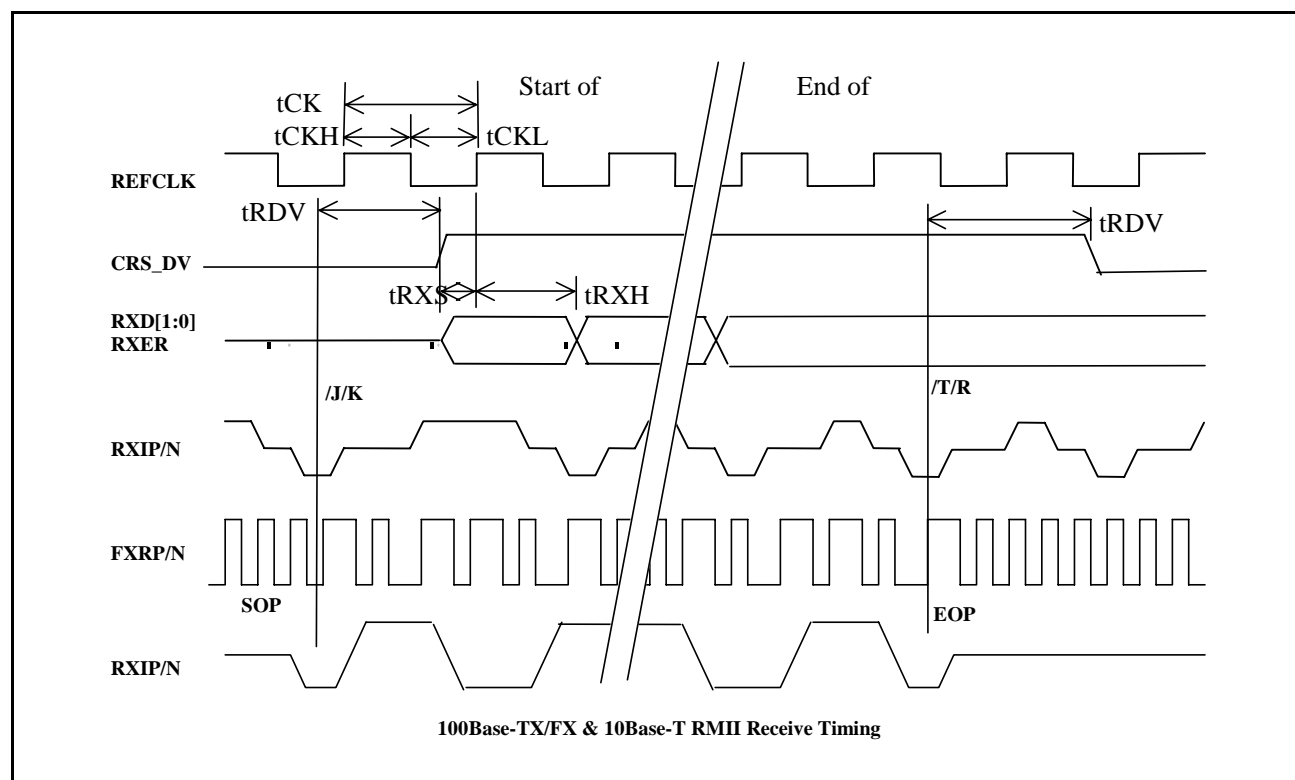 Start of
End of
tCK
tCKH
tCKL
REFCLK
tRDV
tRDV
CRS_DV
tRXS
tRXH
RXD[1:0]
RXER
/J/K
/T/R
RXIP/N
FXRP/N
SOP
EOP
RXIP/N
100Base-TX/FX & 10Base-T RMII Receive Timing